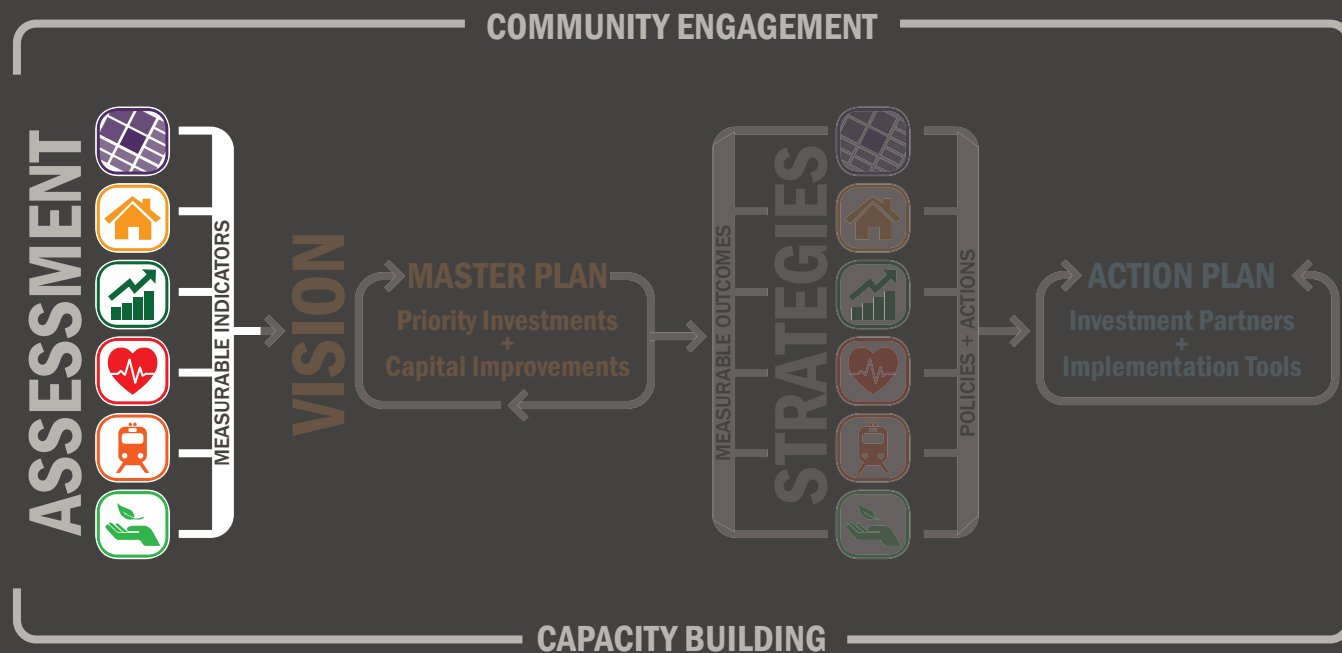 COMMUNITY ENGAGEMENT
ASSESSMENT
MEASURABLE INDICATORS
VISION
MASTER PLAN
Priority Investments
+
Capital Improvements
MEASURABLE OUTCOMES
STRATEGIES
POLICIES + ACTIONS
ACTION PLAN
Investment Partners
+
Implementation Tools
CAPACITY BUILDING